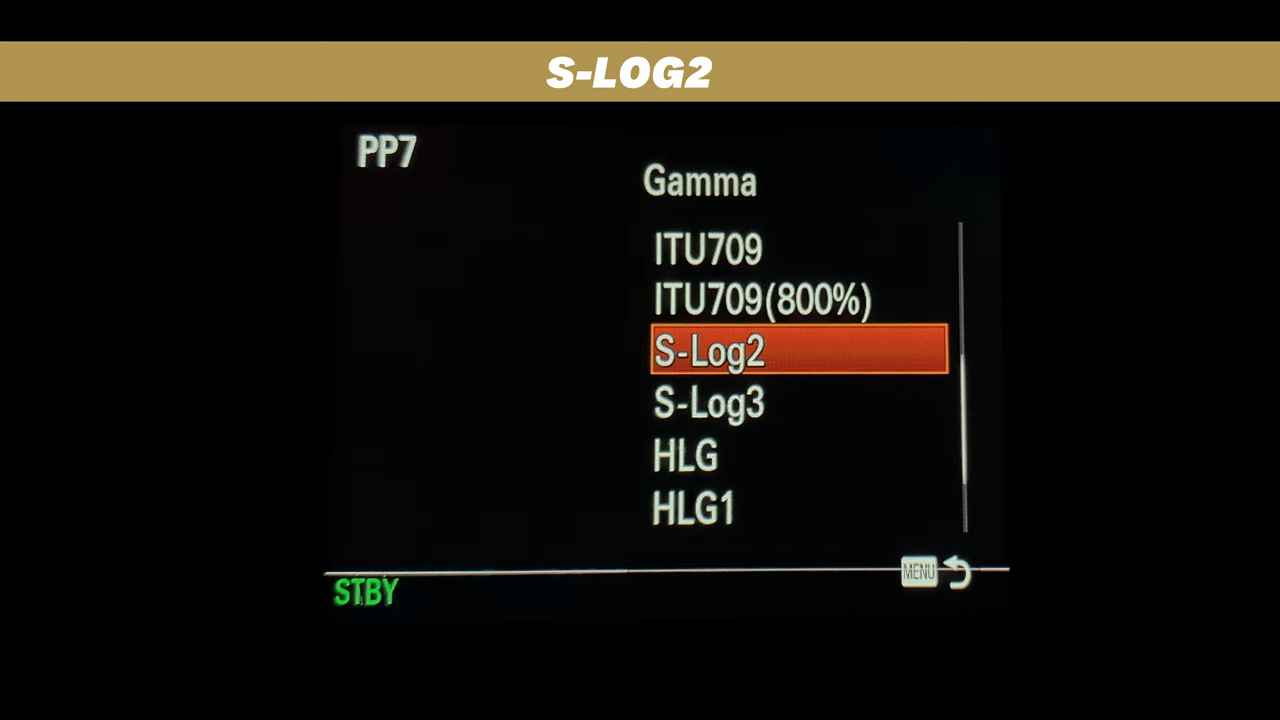 S-LOG2
PP7
Gamma
ITU709
ITU709(800%)
S-Log2
S-Log3
HLG
HLG1
MENU
STBY